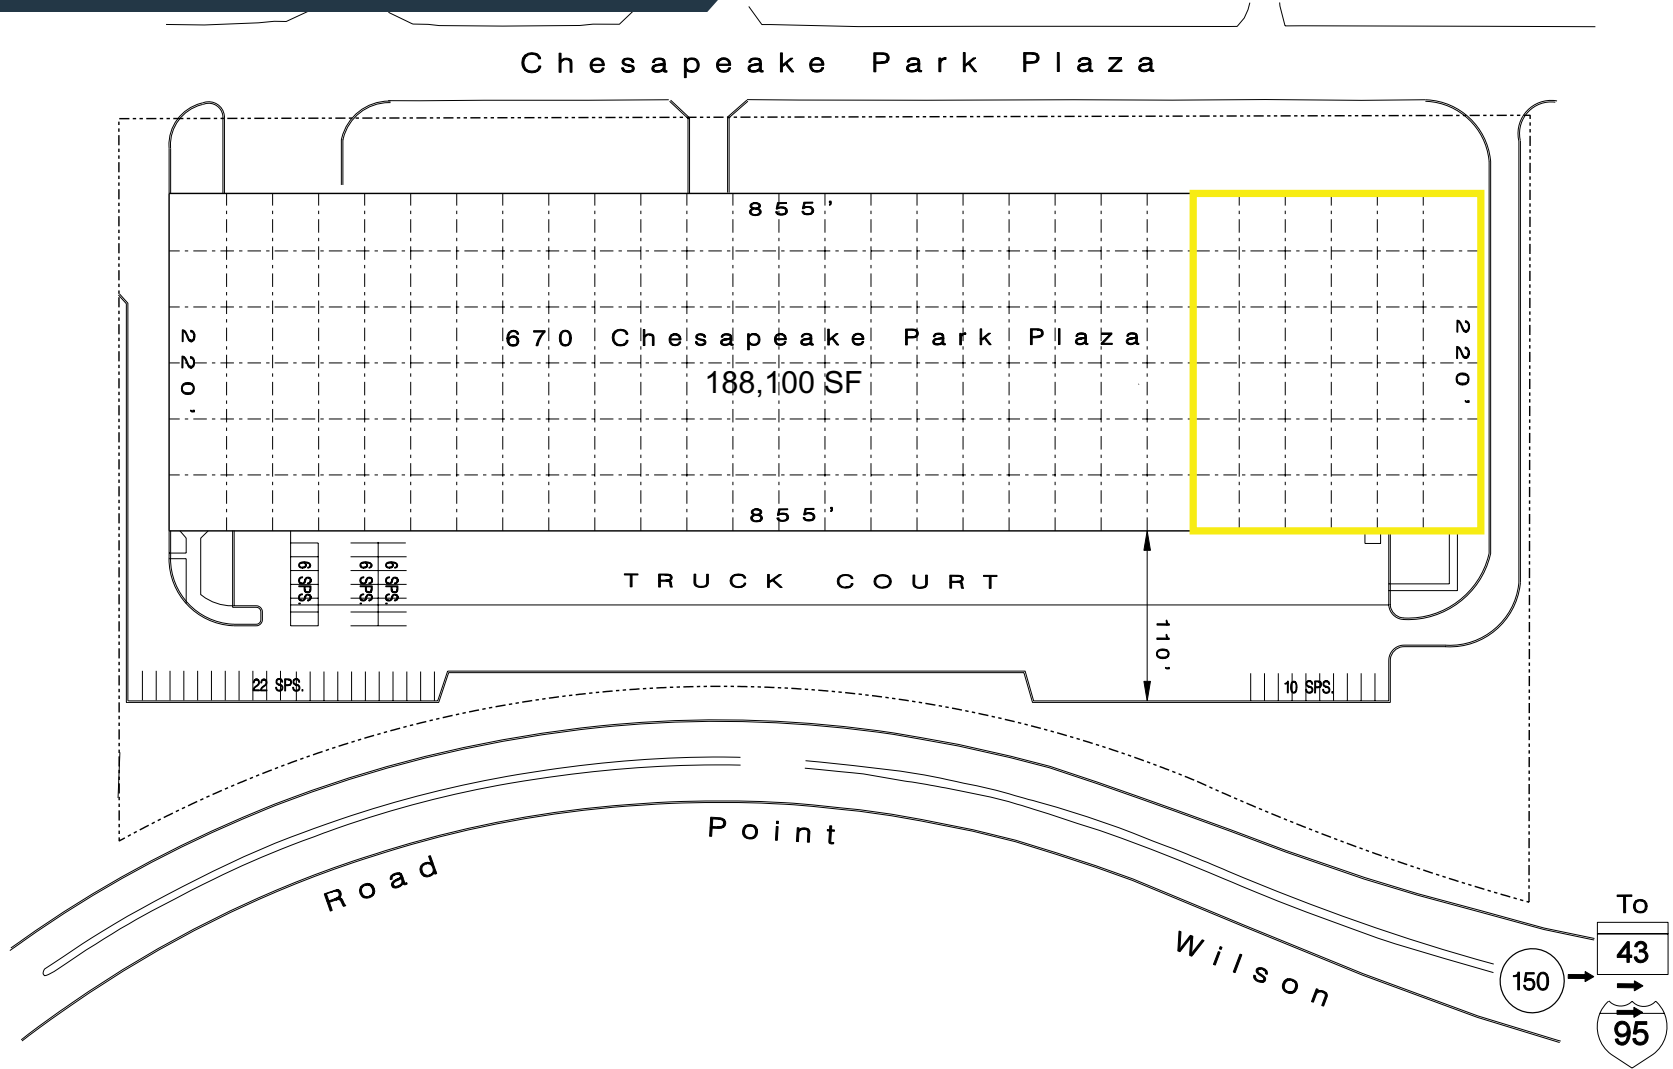 Chesapeake Park Plaza
855'
670 Chesapeake Park Plaza
188,100 SF
220'
220'
855'
TRUCK COURT
6 SPS.
6 SPS.
6 SPS.
110'
22 SPS.
10 SPS.
Road
Point
Wilson
To
43
150
95